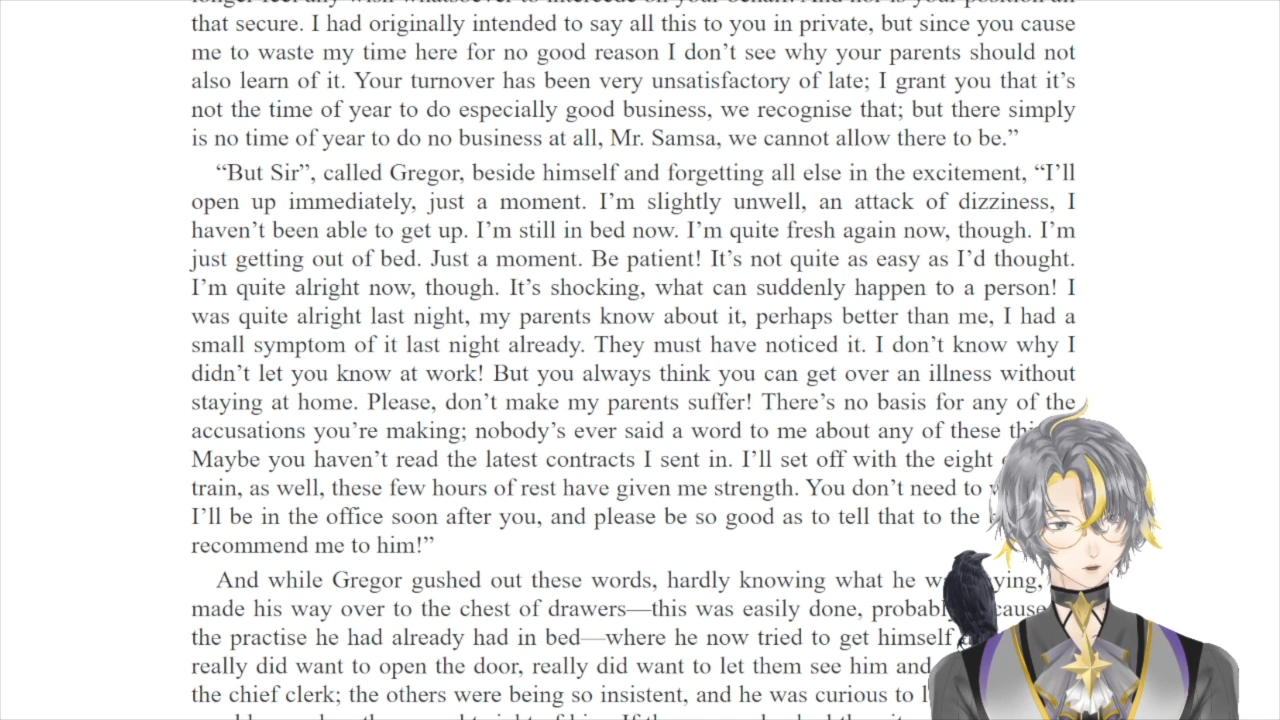 that secure. I had originally intended to say all this to you in private, but since you cause
me to waste my time here for no good reason I don’t see why your parents should not
also learn of it. Your turnover has been very unsatisfactory of late; I grant you that it’s
not the time of year to do especially good business, we recognise that; but there simply
is no time of year to do no business at all, Mr. Samsa, we cannot allow there to be.”
“But Sir”, called Gregor, beside himself and forgetting all else in the excitement, “I’ll
open up immediately, just a moment. I’m slightly unwell, an attack of dizziness, I
haven’t been able to get up. I’m still in bed now. I’m quite fresh again now, though. I’m
just getting out of bed. Just a moment. Be patient! It’s not quite as easy as I’d thought.
I’m quite alright now, though. It’s shocking, what can suddenly happen to a person! I
was quite alright last night, my parents know about it, perhaps better than me, I had a
small symptom of it last night already. They must have noticed it. I don’t know why I
didn’t let you know at work! But you always think you can get over an illness without
staying at home. Please, don’t make my parents suffer! There’s no basis for any of the
accusations you’re making; nobody’s ever said a word to me about any of these
Maybe you haven’t read the latest contracts I sent in. I’ll set off with the eight
train, as well, these few hours of rest have given me strength. You don’t need to
I’ll be in the office soon after you, and please be so good as to tell that to the
recommend me to him!”
And while Gregor gushed out these words, hardly knowing what he
made his way over to the chest of drawers—this was easily done,
the practise he had already had in bed—where he now tried to get himself
really did want to open the door, really did want to let them see him and
the chief clerk; the others were being so insistent, and he was curious to